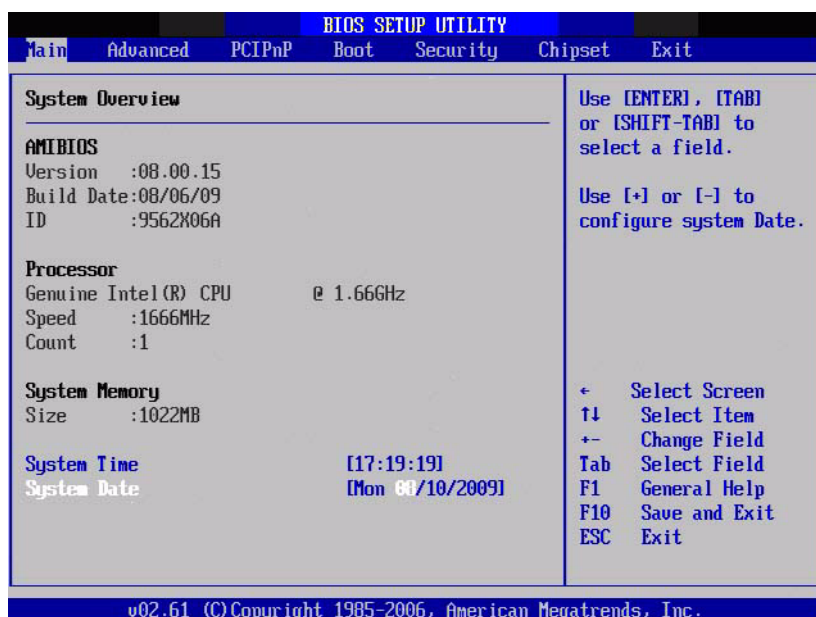 BIOS SETUP UTILITY
Main Advanced PCIPnP Boot Security Chipset Exit
System Overview
AMIBIOS
Version :08.00.15
Build Date:08/06/09
ID :9562X06A
Processor
Genuine Intel(R) CPU @ 1.66GHz
Speed :1666MHz
Count :1
System Memory
Size :1022MB
System Time [17:19:19]
System Date [Mon 08/10/2009]
Use [ENTER], [TAB]
or [SHIFT-TAB] to
select a field.
Use [+] or [-] to
configure system Date.
← Select Screen
↑↓ Select Item
+- Change Field
Tab Select Field
F1 General Help
F10 Save and Exit
ESC Exit
v02.61 (C)Copyright 1985-2006, American Megatrends, Inc.